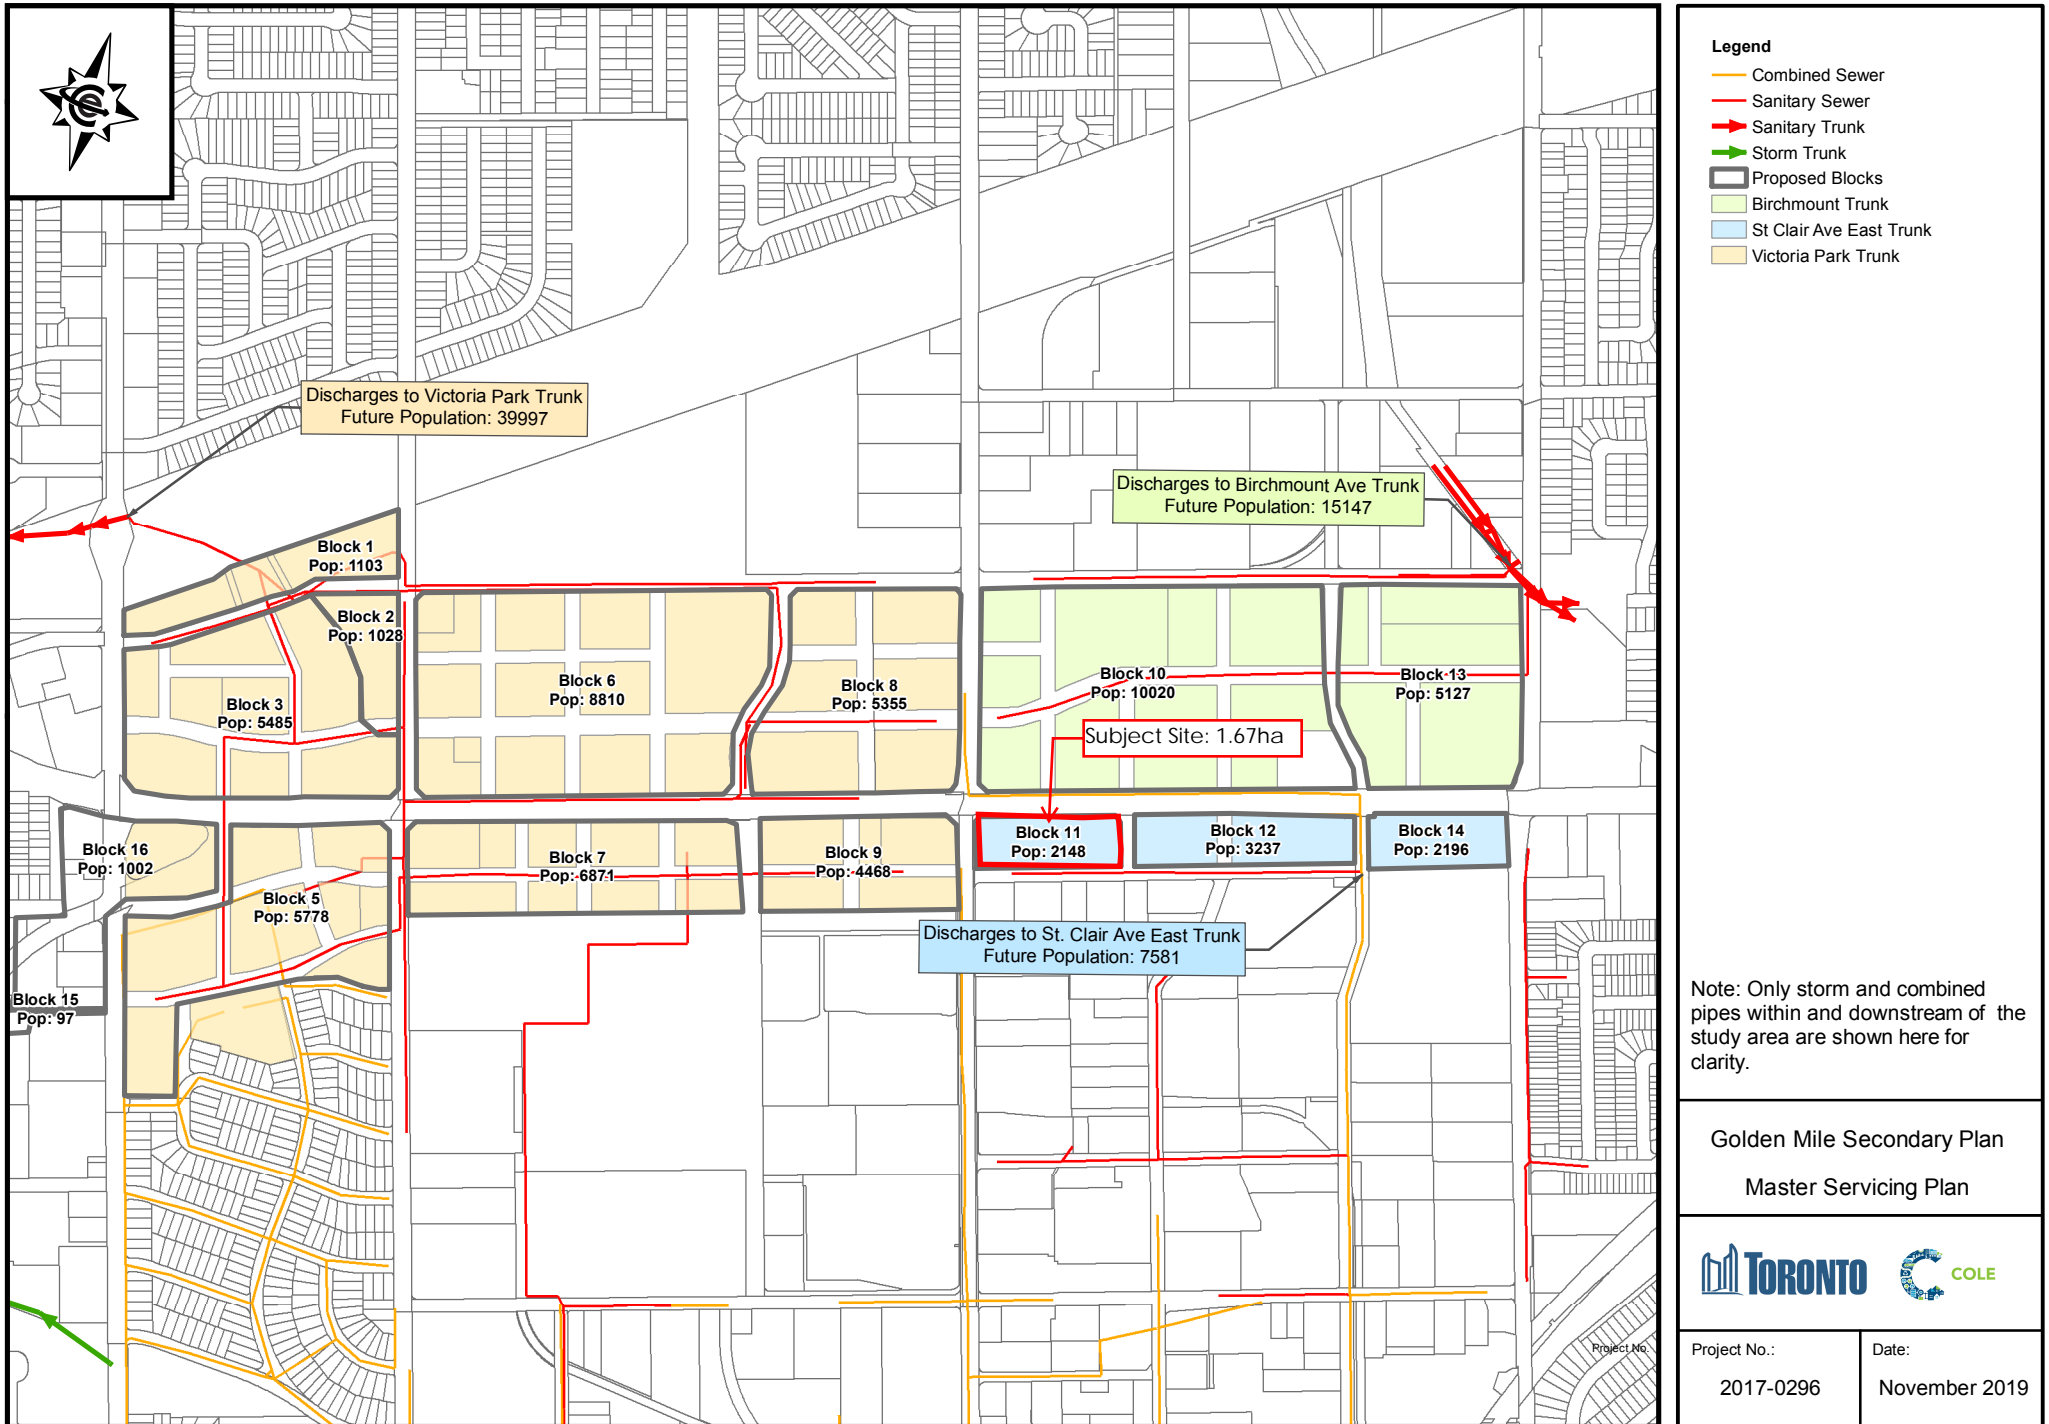 Legend
Combined Sewer
Sanitary Sewer
Sanitary Trunk
Storm Trunk
Proposed Blocks
Birchmount Trunk
St Clair Ave East Trunk
Victoria Park Trunk
Discharges to Victoria Park Trunk
Future Population: 39997
Discharges to Birchmount Ave Trunk
Future Population: 15147
Block 1
Pop: 1103
Block 2
Pop: 1028
Block 3
Pop: 5485
Block 6
Pop: 8810
Block 8
Pop: 5355
Block 10
Pop: 10020
Block 13
Pop: 5127
Subject Site: 1.67ha
Block 16
Pop: 1002
Block 5
Pop: 5778
Block 7
Pop: 6871
Block 9
Pop: 4468
Block 11
Pop: 2148
Block 12
Pop: 3237
Block 14
Pop: 2196
Discharges to St. Clair Ave East Trunk
Future Population: 7581
Block 15
Pop: 97
Note: Only storm and combined
pipes within and downstream of the
study area are shown here for
clarity.
Golden Mile Secondary Plan
Master Servicing Plan
TORONTO
COLE
Project No.
Project No.:
2017-0296
Date:
November 2019